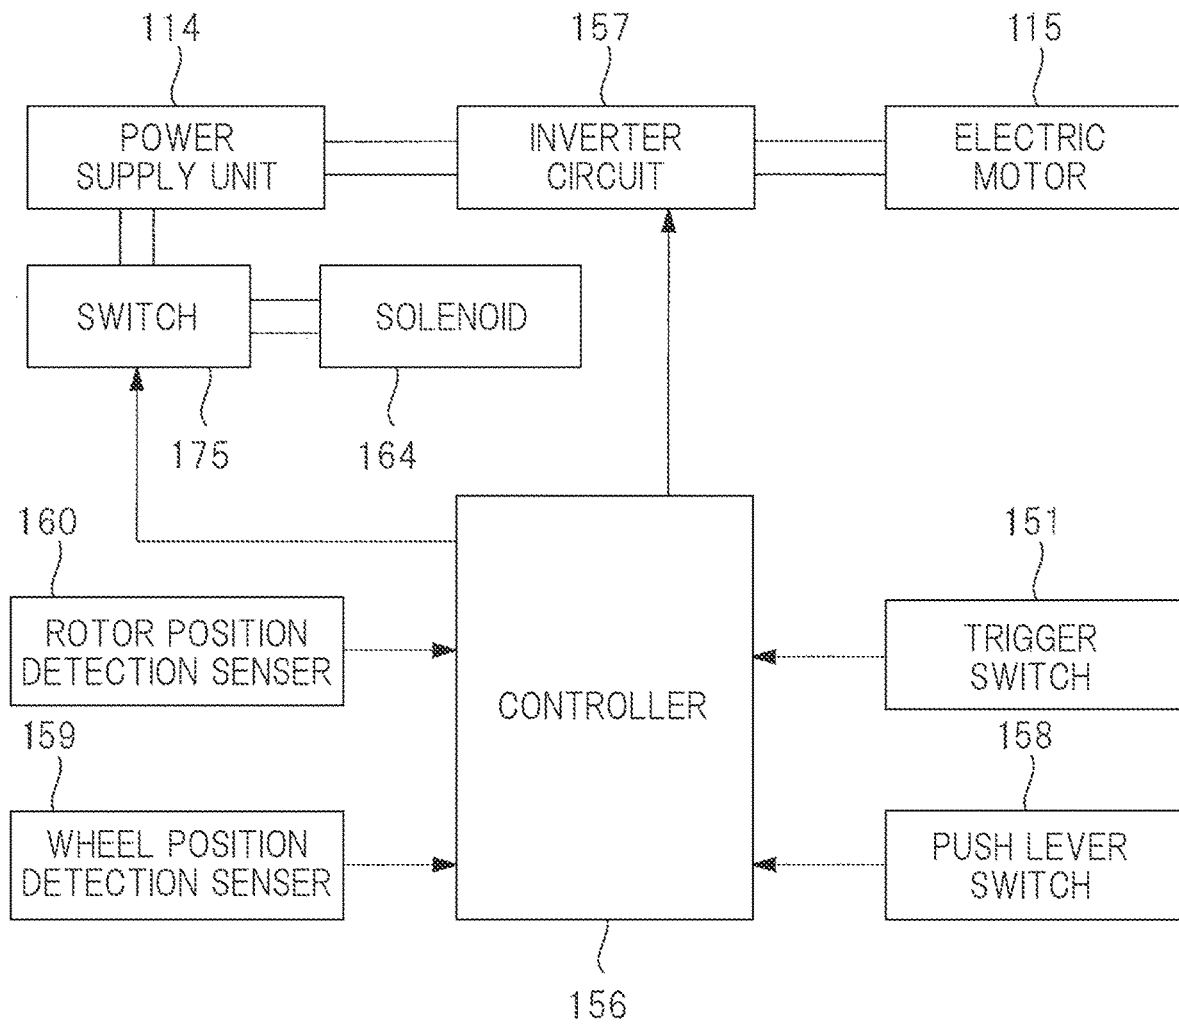 114
157
115
POWER
SUPPLY UNIT
INVERTER
CIRCUIT
ELECTRIC
MOTOR
SWITCH
SOLENOID
175
164
160
151
ROTOR POSITION
DETECTION SENSER
TRIGGER
SWITCH
CONTROLLER
159
158
WHEEL POSITION
DETECTION SENSER
PUSH LEVER
SWITCH
156